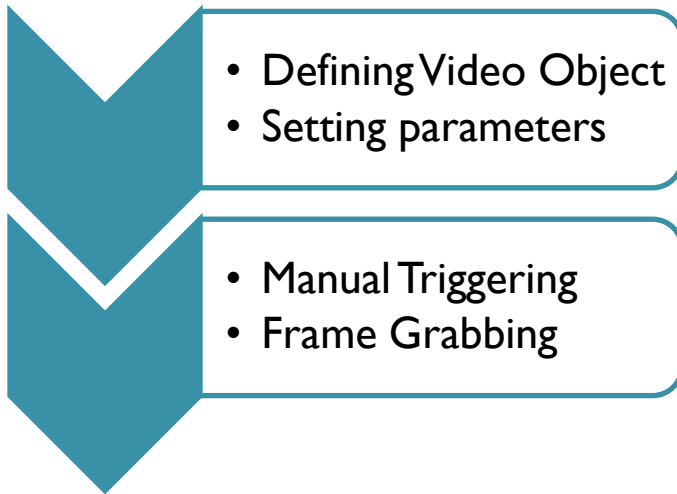 • Defining Video Object
• Setting parameters
• Manual Triggering
• Frame Grabbing